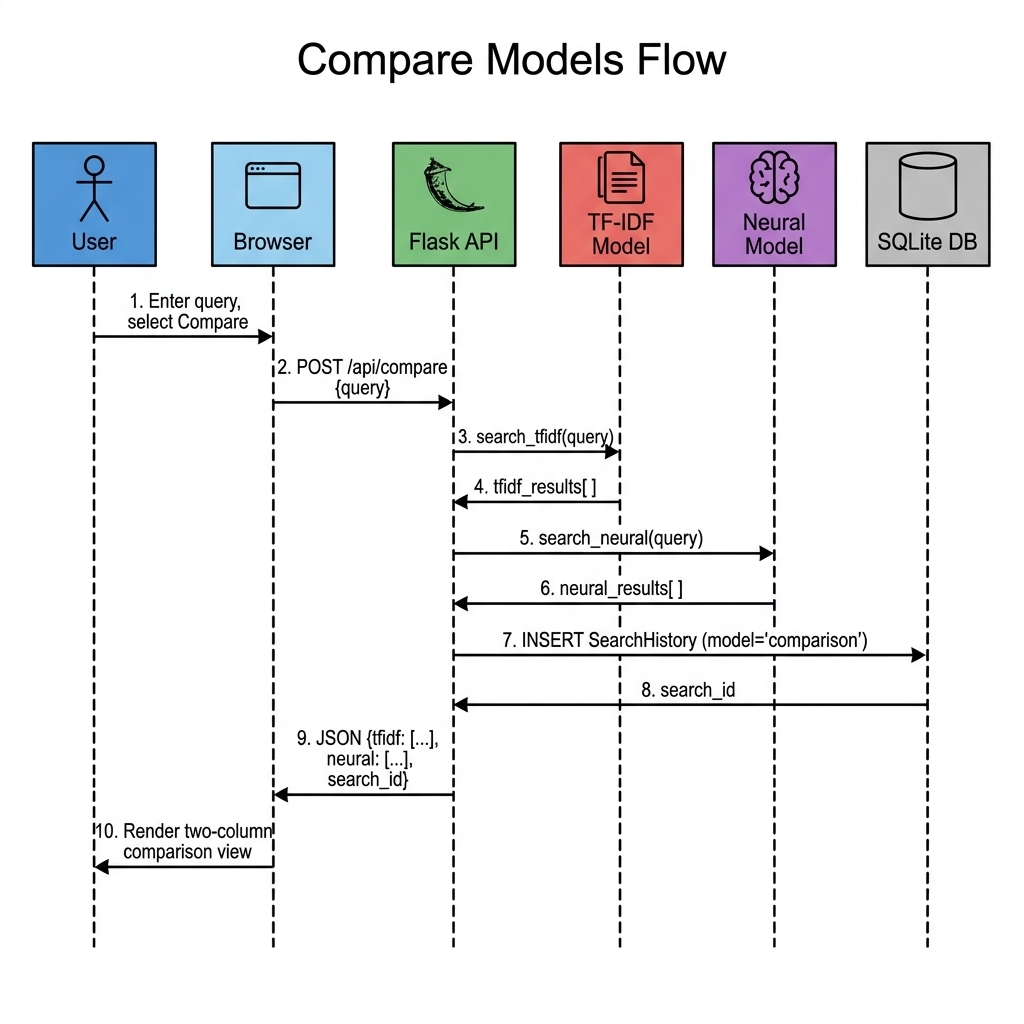 Compare Models Flow
User
Browser
Flask API
TF-IDF
Model
Neural
Model
SQLite DB
1. Enter query,
select Compare
2. POST /api/compare
{query}
3. search_tfidf(query)
4. tfidf_results[ ]
5. search_neural(query)
6. neural_results[ ]
7. INSERT SearchHistory (model='comparison')
8. search_id
9. JSON {tfidf: [...],
neural: [...],
search_id}
10. Render two-column
comparison view